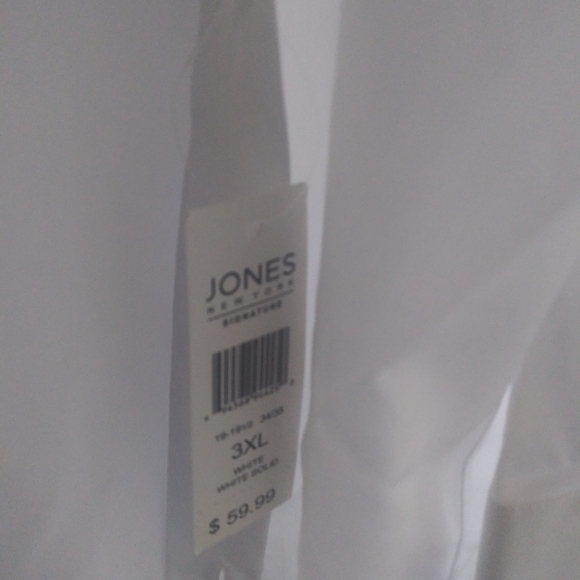 JONES
NEW YORK
SIGNATURE
3XL
WHITE
WHITE SOLID
$ 59.99